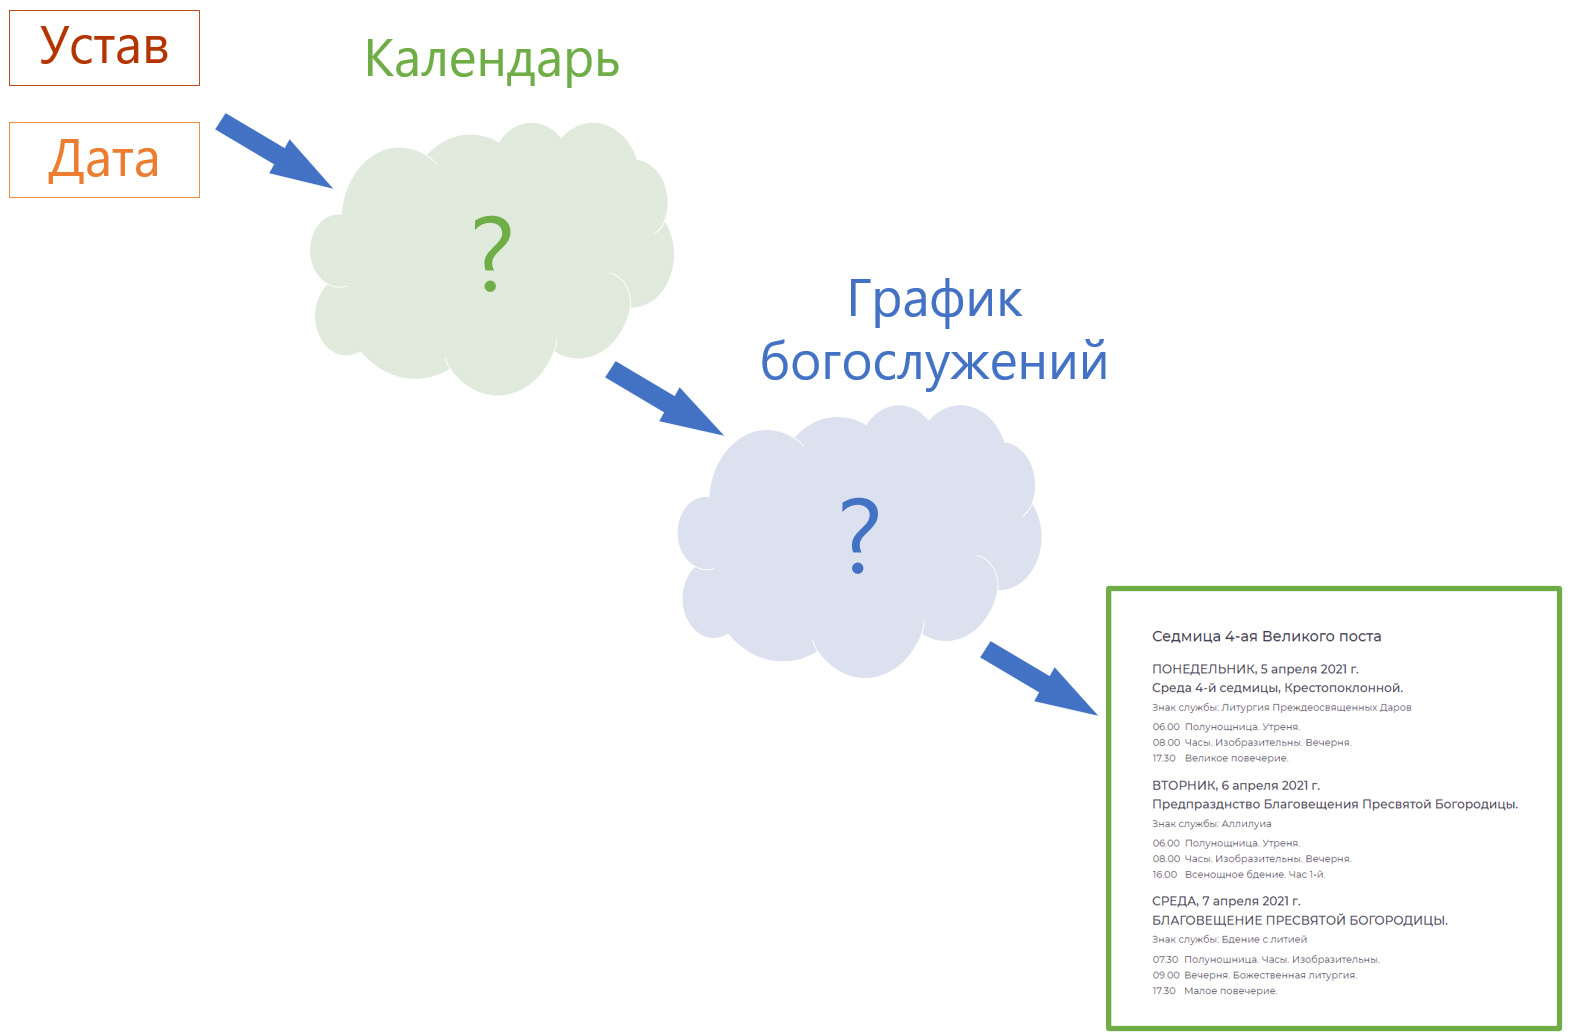 Устав
Дата
Календарь
?
График
богослужений
?
Седмица 4-ая Великого поста
ПОНЕДЕЛЬНИК, 5 апреля 2021 г.
Среда 4-й седмицы, Крестопоклонной.
Знак службы: Литургия Преждеосвященных Даров
06.00 Полунощница. Утреня.
08.00 Часы. Изобразительны. Вечерня.
17.30 Великое повечерие.
ВТОРНИК, 6 апреля 2021 г.
Предпразднство Благовещения Пресвятой Богородицы.
Знак службы: Аллилуиа
06.00 Полунощница. Утреня.
08.00 Часы. Изобразительны. Вечерня.
16.00 Всенощное бдение. Час 1-й.
СРЕДА, 7 апреля 2021 г.
БЛАГОВЕЩЕНИЕ ПРЕСВЯТОЙ БОГОРОДИЦЫ.
Знак службы: Бдение с литией
07.30 Полуношница. Часы. Изобразительны.
09.00 Вечерня. Божественная литургия.
17.30 Малое повечерие.